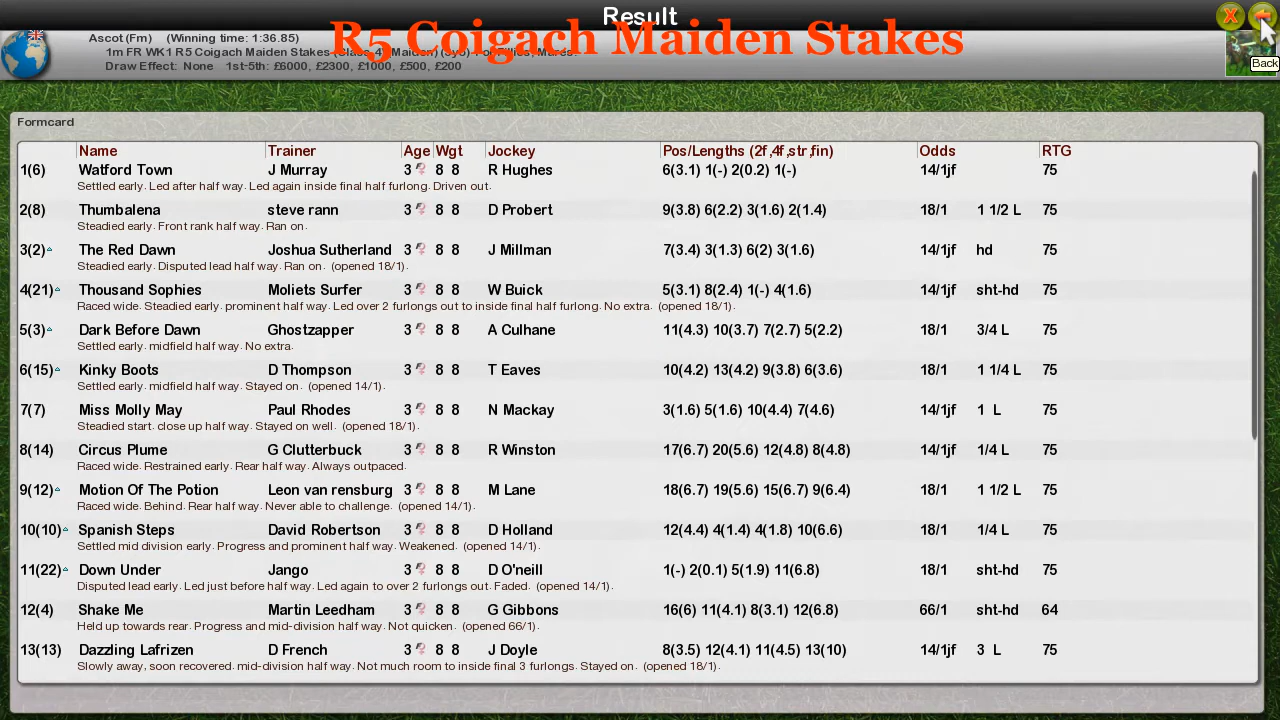 Result
R5 Coigach Maiden Stakes
Ascot (Fm) (Winning time: 1:36.85)
1m FR WK1 R5 Coigach Maiden Stakes
Draw Effect: None 1st-5th: £6000, £2300, £1000, £500, £200
X
Back
Formcard
Name Trainer Age Wgt Jockey Pos/Lengths (2f,4f,str,fin) Odds RTG
1(6) Watford Town J Murray 3 8 8 R Hughes 6(3.1) 1(-) 2(0.2) 1(-) 14/1jf 75
Settled early. Led after half way. Led again inside final half furlong. Driven out.
2(8) Thumbalena steve rann 3 8 8 D Probert 9(3.8) 6(2.2) 3(1.6) 2(1.4) 18/1 1 1/2 L 75
Steadied early. Front rank half way. Ran on.
3(2) The Red Dawn Joshua Sutherland 3 8 8 J Millman 7(3.4) 3(1.3) 6(2) 3(1.6) 14/1jf hd 75
Steadied early. Disputed lead half way. Ran on. (opened 18/1).
4(21) Thousand Sophies Moliets Surfer 3 8 8 W Buick 5(3.1) 8(2.4) 1(-) 4(1.6) 14/1jf sht-hd 75
Raced wide. Steadied early. prominent half way. Led over 2 furlongs out to inside final half furlong. No extra. (opened 18/1).
5(3) Dark Before Dawn Ghostzapper 3 8 8 A Culhane 11(4.3) 10(3.7) 7(2.7) 5(2.2) 18/1 3/4 L 75
Settled early. midfield half way. No extra.
6(15) Kinky Boots D Thompson 3 8 8 T Eaves 10(4.2) 13(4.2) 9(3.8) 6(3.6) 18/1 1 1/4 L 75
Settled early. midfield half way. Stayed on. (opened 14/1).
7(7) Miss Molly May Paul Rhodes 3 8 8 N Mackay 3(1.6) 5(1.6) 10(4.4) 7(4.6) 14/1jf 1 L 75
Steadied start. close up half way. Stayed on well. (opened 18/1).
8(14) Circus Plume G Clutterbuck 3 8 8 R Winston 17(6.7) 20(5.6) 12(4.8) 8(4.8) 14/1jf 1/4 L 75
Raced wide. Restrained early. Rear half way. Always outpaced.
9(12) Motion Of The Potion Leon van rensburg 3 8 8 M Lane 18(6.7) 19(5.6) 15(6.7) 9(6.4) 18/1 1 1/2 L 75
Raced wide. Behind. Rear half way. Never able to challenge. (opened 14/1).
10(10) Spanish Steps David Robertson 3 8 8 D Holland 12(4.4) 4(1.4) 4(1.8) 10(6.6) 18/1 1/4 L 75
Settled mid division early. Progress and prominent half way. Weakened. (opened 14/1).
11(22) Down Under Jango 3 8 8 D O'neill 1(-) 2(0.1) 5(1.9) 11(6.8) 18/1 sht-hd 75
Disputed lead early. Led just before half way. Led again to over 2 furlongs out. Faded. (opened 14/1).
12(4) Shake Me Martin Leedham 3 8 8 G Gibbons 16(6) 11(4.1) 8(3.1) 12(6.8) 66/1 sht-hd 64
Held up towards rear. Progress and mid-division half way. Not quicken. (opened 66/1).
13(13) Dazzling Lafrizen D French 3 8 8 J Doyle 8(3.5) 12(4.1) 11(4.5) 13(10) 14/1jf 3 L 75
Slowly away, soon recovered. mid-division half way. Not much room to inside final 3 furlongs. Stayed on. (opened 18/1).